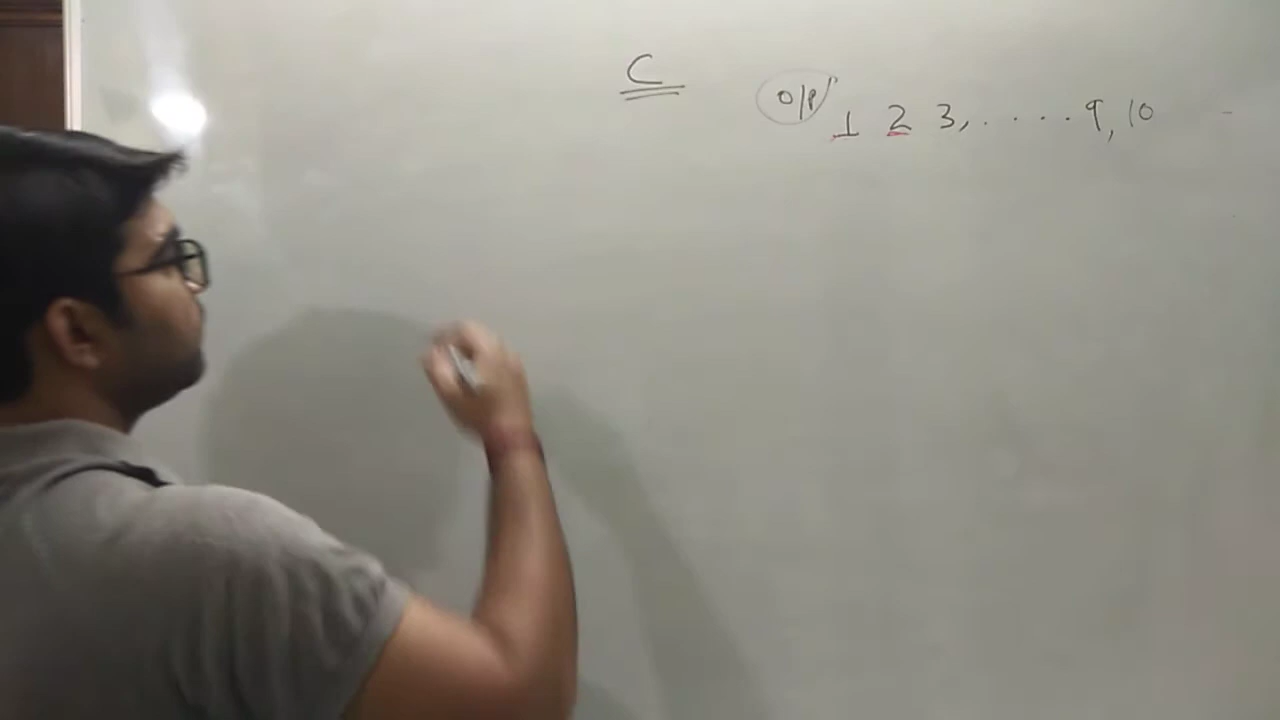 C
O/P
1 2 3, . . . . . 9, 10